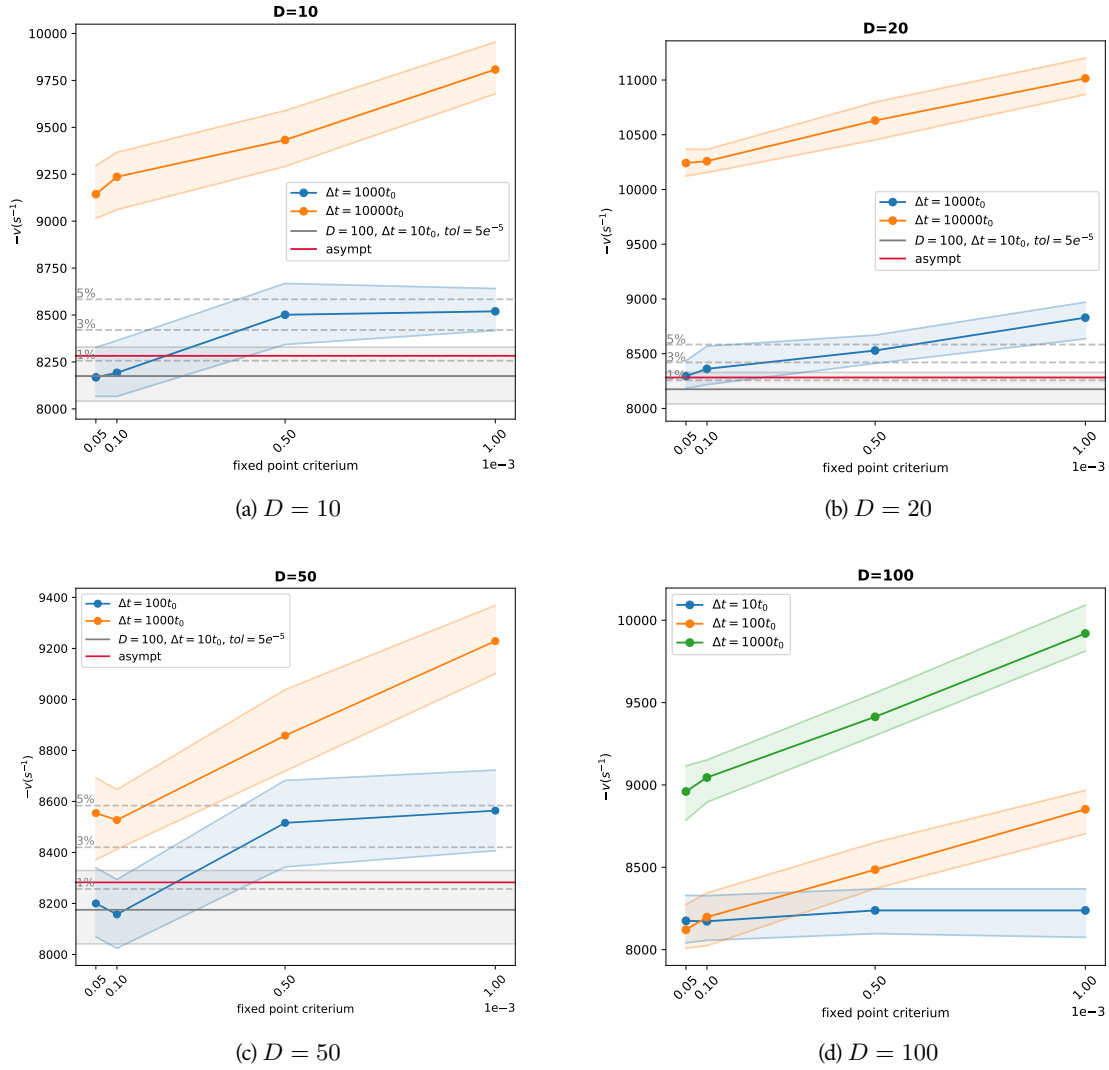 D=10
10000
9750
9500
9250
9000
8750
8500
8250
8000
−v(s⁻¹)
Δt = 1000t₀
Δt = 10000t₀
D = 100, Δt = 10t₀, tol = 5e⁻⁵
asympt
5%
3%
1%
0.05
0.10
0.50
1.00
1e−3
fixed point criterium
(a) D = 10
D=20
11000
10500
10000
9500
9000
8500
8000
−v(s⁻¹)
Δt = 1000t₀
Δt = 10000t₀
D = 100, Δt = 10t₀, tol = 5e⁻⁵
asympt
5%
3%
1%
0.05
0.10
0.50
1.00
1e−3
fixed point criterium
(b) D = 20
D=50
9400
9200
9000
8800
8600
8400
8200
8000
−v(s⁻¹)
Δt = 100t₀
Δt = 1000t₀
D = 100, Δt = 10t₀, tol = 5e⁻⁵
asympt
5%
3%
1%
0.05
0.10
0.50
1.00
1e−3
fixed point criterium
(c) D = 50
D=100
10000
9500
9000
8500
8000
−v(s⁻¹)
Δt = 10t₀
Δt = 100t₀
Δt = 1000t₀
0.05
0.10
0.50
1.00
1e−3
fixed point criterium
(d) D = 100